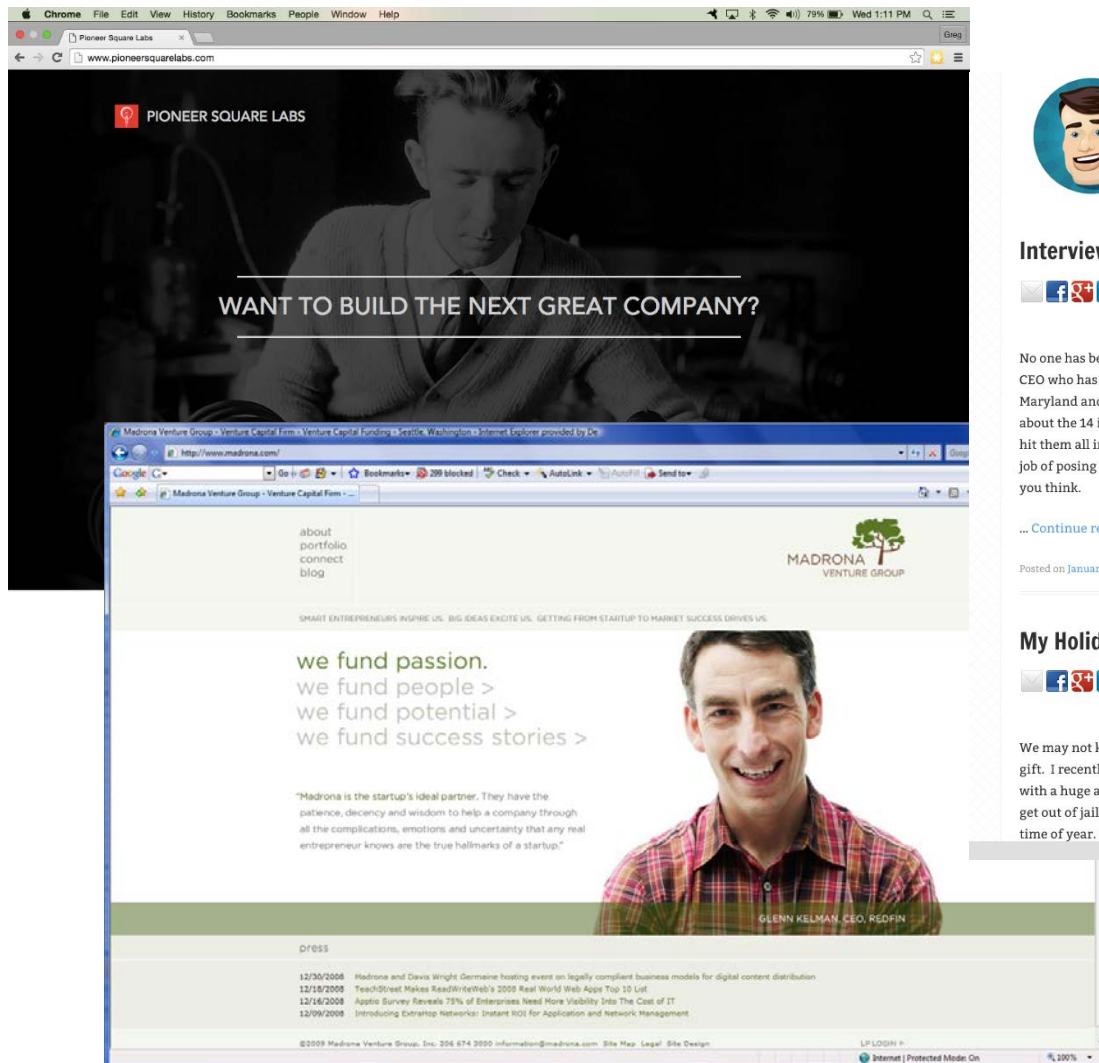 Chrome File Edit View History Bookmarks People Window Help
79% Wed 1:11 PM
Pioneer Square Labs
Greg
www.pioneersquarelabs.com
PIONEER SQUARE LABS
WANT TO BUILD THE NEXT GREAT COMPANY?
Madrona Venture Group - Venture Capital Firm - Venture Capital Funding - Seattle, Washington - Internet Explorer provided by De
http://www.madrona.com/
Google G Go Bookmarks 299 blocked Check AutoLink AutoFill Send to
Madrona Venture Group - Venture Capital Firm - ...
about
portfolio
connect
blog
MADRONA
VENTURE GROUP
SMART ENTREPRENEURS INSPIRE US. BIG IDEAS EXCITE US. GETTING FROM STARTUP TO MARKET SUCCESS DRIVES US.
we fund passion.
we fund people >
we fund potential >
we fund success stories >
"Madrona is the startup's ideal partner. They have the
patience, decency and wisdom to help a company through
all the complications, emotions and uncertainty that any real
entrepreneur knows are the true hallmarks of a startup."
GLENN KELMAN, CEO, REDFIN
press
12/30/2008 Madrona and Davis Wright Germaine hosting event on legally compliant business models for digital content distribution
12/18/2008 TeachStreet Makes ReadWriteWeb's 2008 Real World Web Apps Top 10 List
12/16/2008 Apptio Survey Reveals 75% of Enterprises Need More Visibility Into The Cost of IT
12/09/2008 Introducing ExtraHop Networks: Instant ROI for Application and Network Management
©2009 Madrona Venture Group, Inc. 206 674 3000 information@madrona.com Site Map Legal Site Design
LP LOGIN >
Internet | Protected Mode: On 100%
Interview
No one has be
CEO who has
Maryland and
about the 14 i
hit them all in
job of posing
you think.
... Continue re
Posted on Januar
My Holid
We may not k
gift. I recentl
with a huge a
get out of jail
time of year.